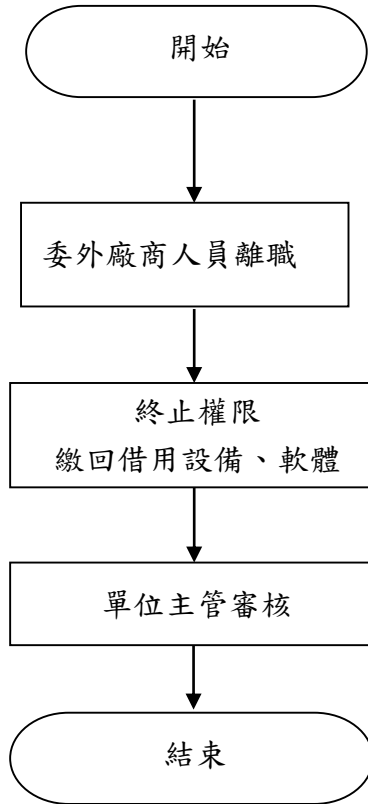 開始
委外廠商人員離職
終止權限
繳回借用設備、軟體
單位主管審核
結束